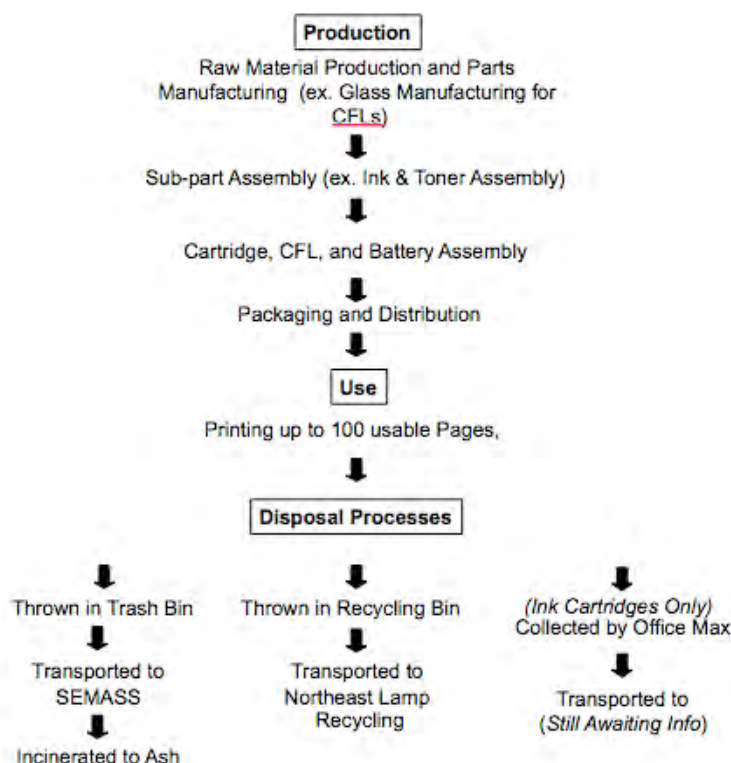 Production
Raw Material Production and Parts
Manufacturing (ex. Glass Manufacturing for
CFLs)
Sub-part Assembly (ex. Ink & Toner Assembly)
Cartridge, CFL, and Battery Assembly
Packaging and Distribution
Use
Printing up to 100 usable Pages,
Disposal Processes
Thrown in Trash Bin
Transported to
SEMASS
Incinerated to Ash
Thrown in Recycling Bin
Transported to
Northeast Lamp
Recycling
(Ink Cartridges Only)
Collected by Office Max
Transported to
(Still Awaiting Info)